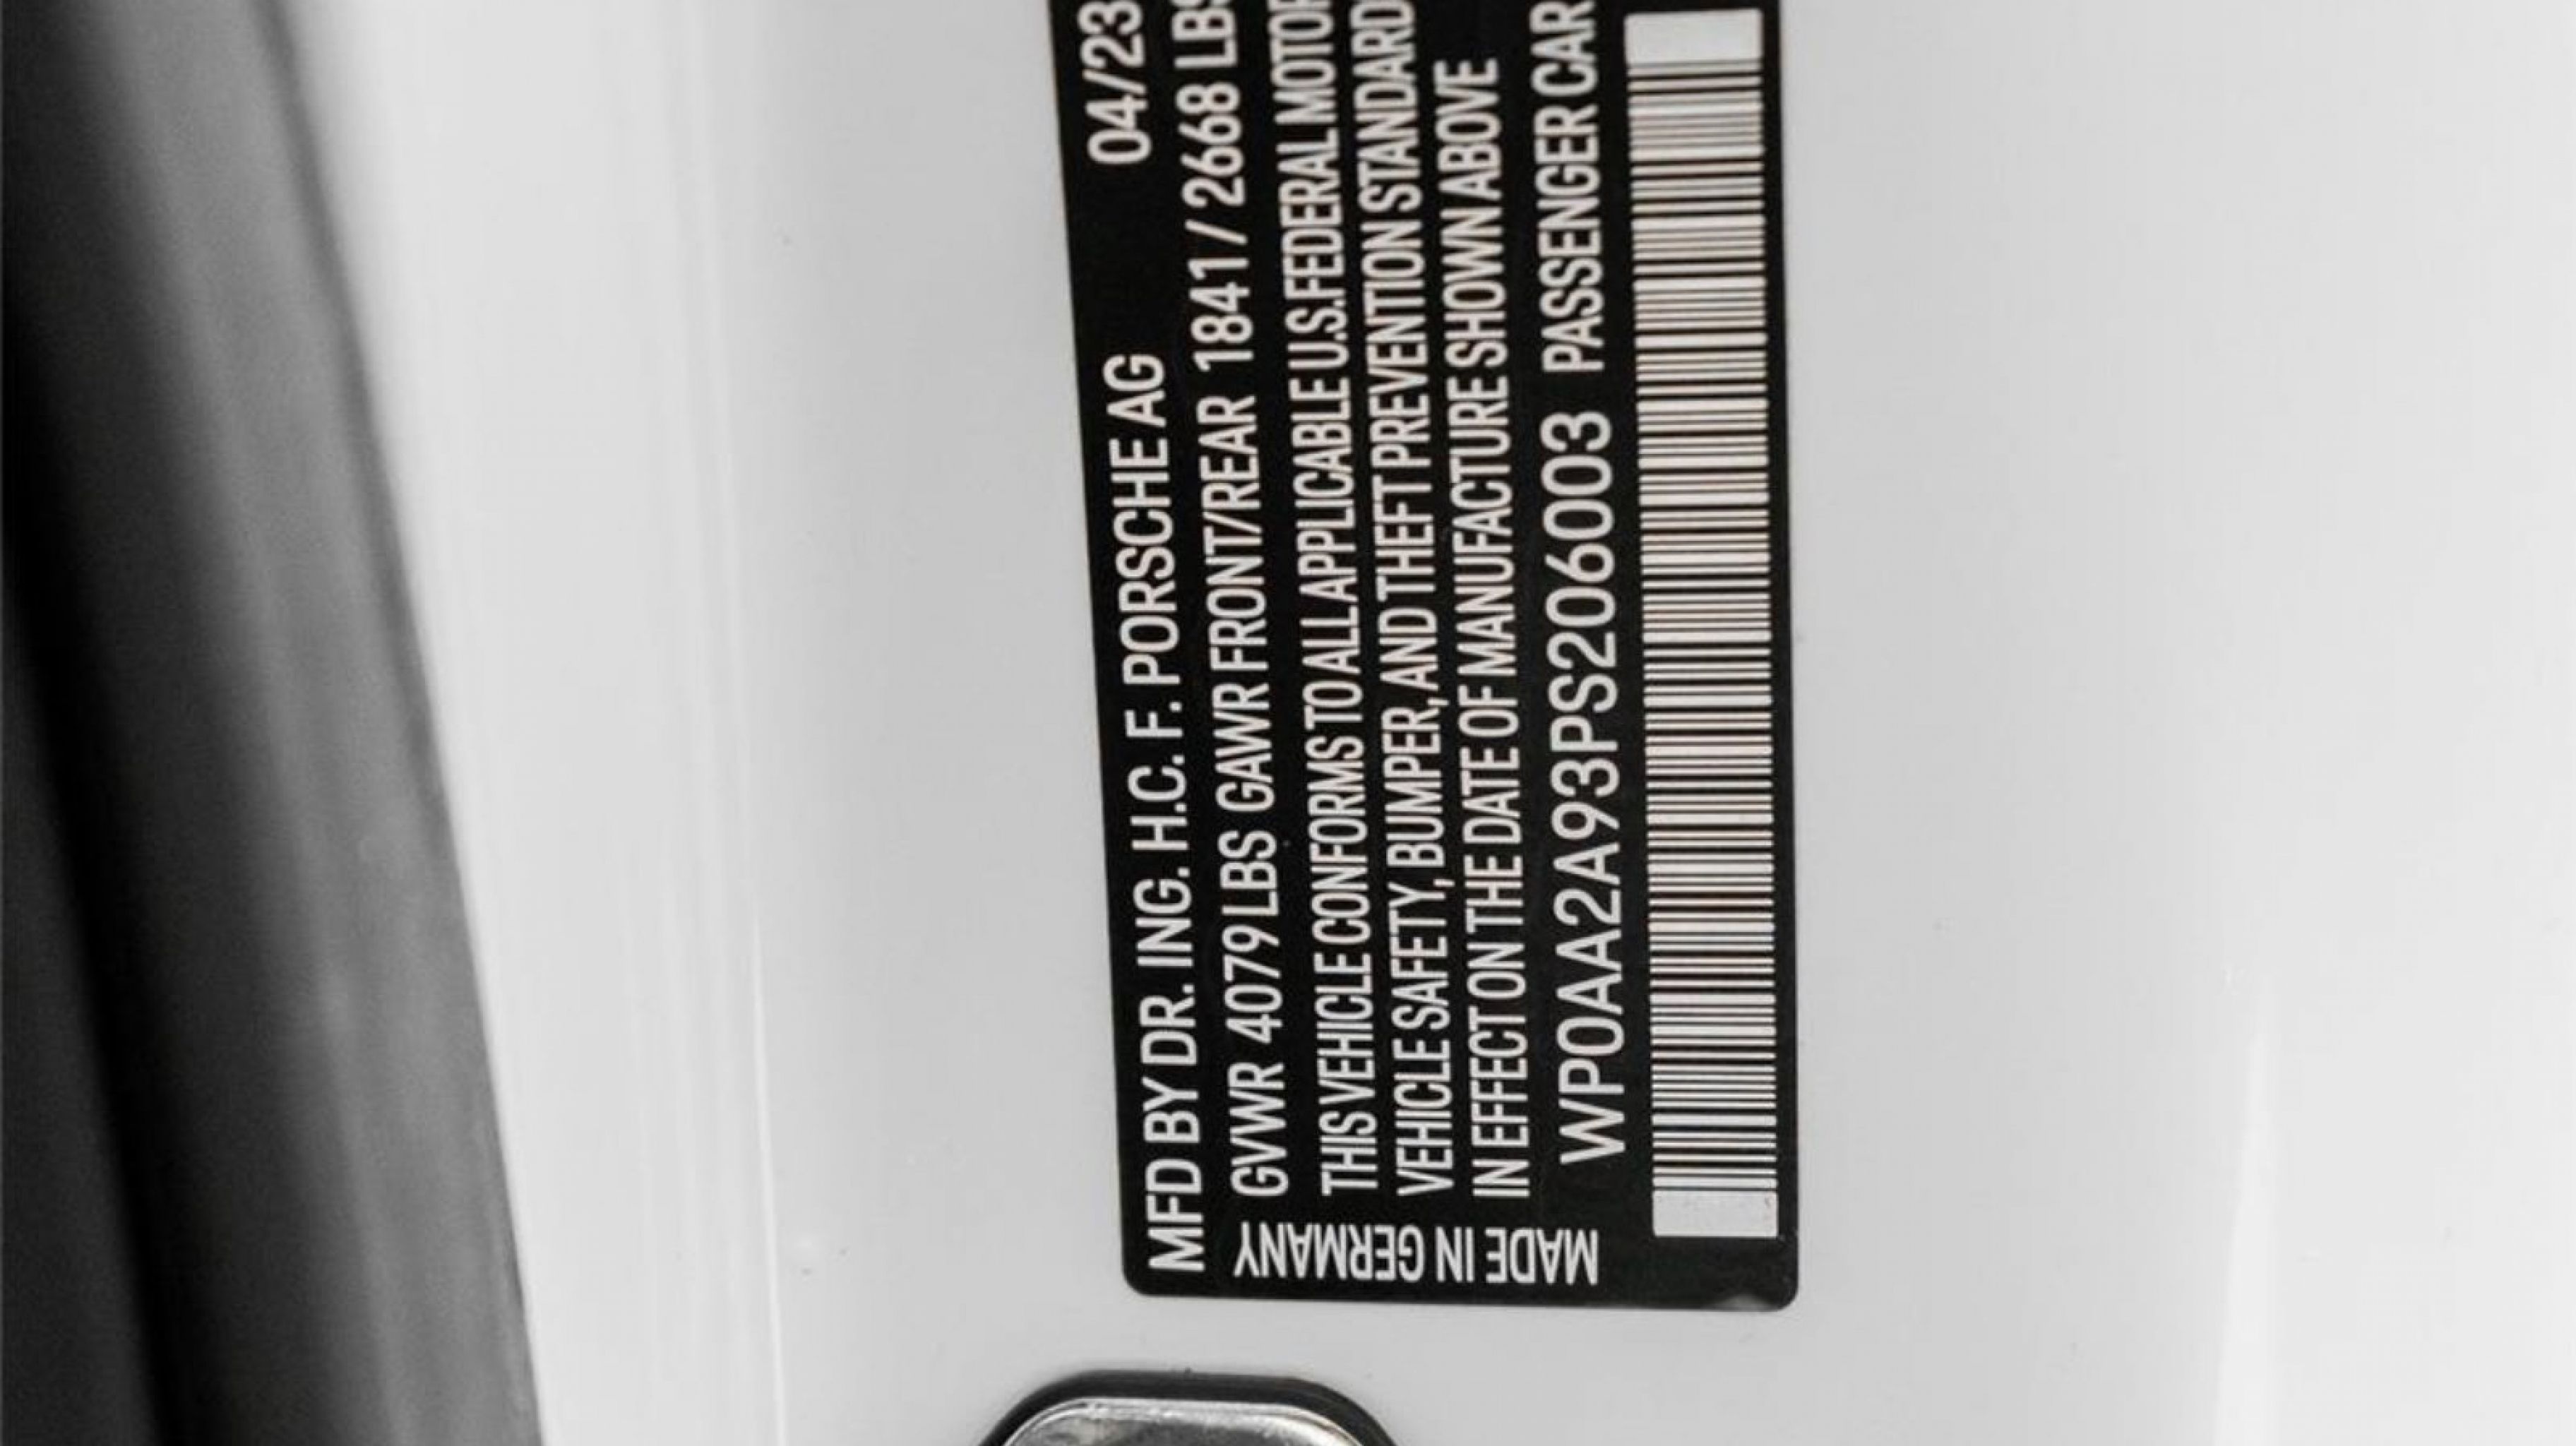 MFD BY DR. ING. H.C. F. PORSCHE AG 04/23
GVWR 4079 LBS GAWR FRONT/REAR 1841 / 2668 LBS
THIS VEHICLE CONFORMS TO ALL APPLICABLE U.S. FEDERAL MOTOR
VEHICLE SAFETY, BUMPER, AND THEFT PREVENTION STANDARD
IN EFFECT ON THE DATE OF MANUFACTURE SHOWN ABOVE
WP0AA2A93PS206003 PASSENGER CAR
MADE IN GERMANY